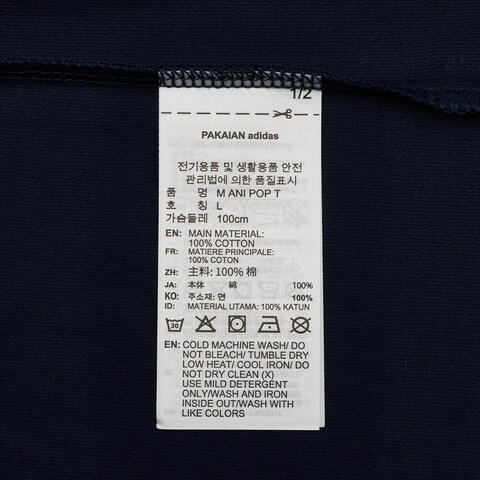 1/2
PAKAIAN adidas
전기용품 및 생활용품 안전
관리법에 의한 품질표시
품 명 M ANI POP T
호 칭 L
가슴둘레 100cm
EN: MAIN MATERIAL:
100% COTTON
FR: MATIERE PRINCIPALE:
100% COTON
ZH: 主料: 100% 棉
JA: 本体 綿 100%
KO: 주소재: 면 100%
ID: MATERIAL UTAMA: 100% KATUN
30
EN: COLD MACHINE WASH/ DO
NOT BLEACH/ TUMBLE DRY
LOW HEAT/ COOL IRON/ DO
NOT DRY CLEAN (X)
USE MILD DETERGENT
ONLY/WASH AND IRON
INSIDE OUT/WASH WITH
LIKE COLORS